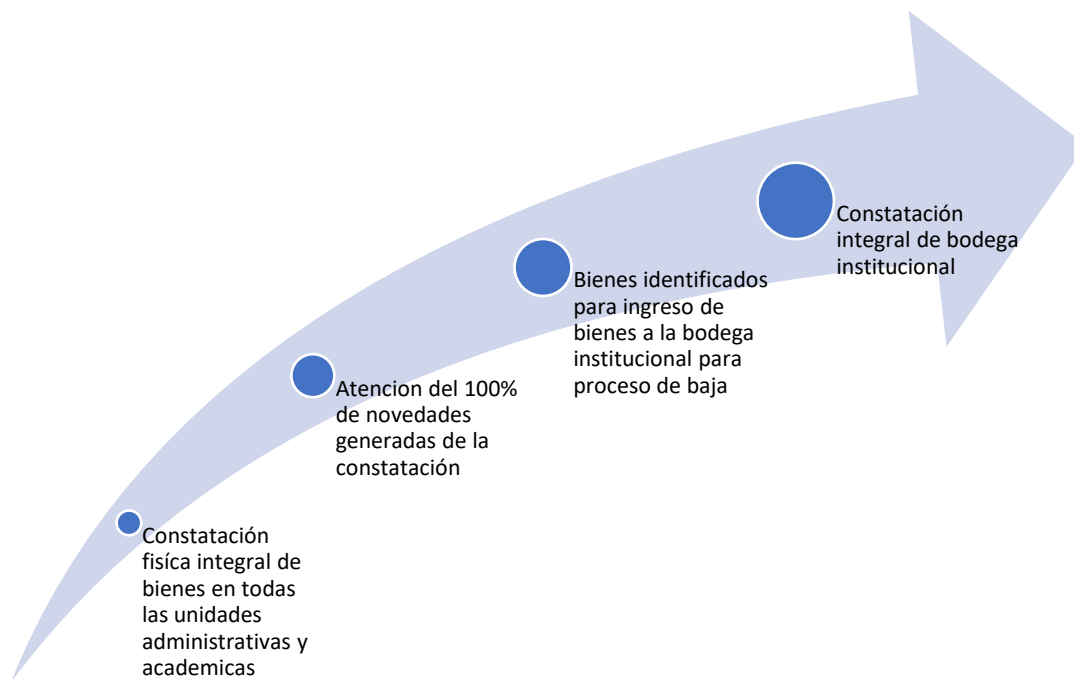 Constatación
fisíca integral de
bienes en todas
las unidades
administrativas y
academicas
Atencion del 100%
de novedades
generadas de la
constatación
Bienes identificados
para ingreso de
bienes a la bodega
institucional para
proceso de baja
Constatación
integral de bodega
institucional